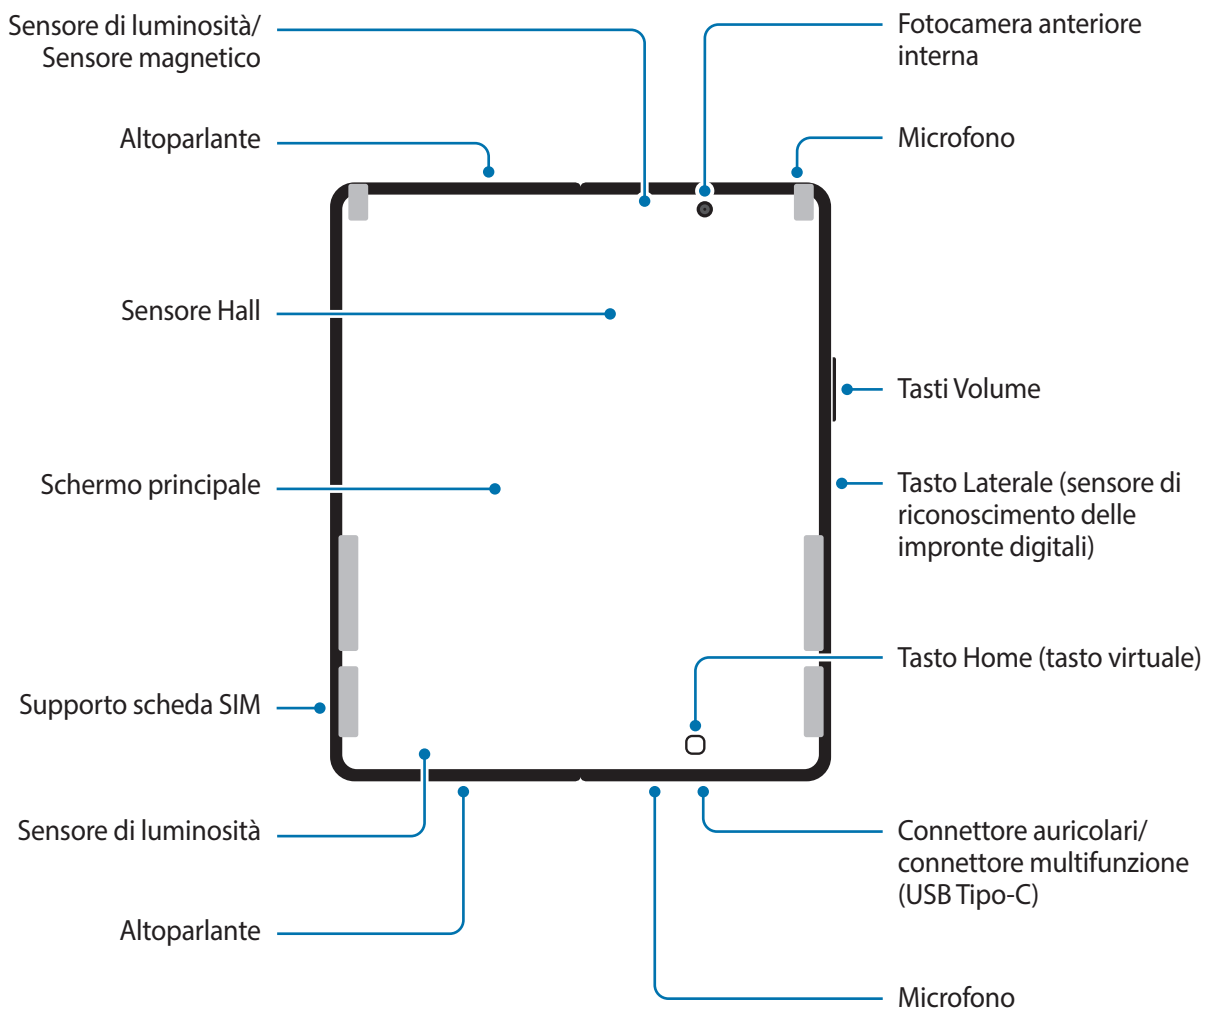 Sensore di luminosità/
Sensore magnetico
Altoparlante
Sensore Hall
Schermo principale
Supporto scheda SIM
Sensore di luminosità
Altoparlante
Fotocamera anteriore
interna
Microfono
Tasti Volume
Tasto Laterale (sensore di
riconoscimento delle
impronte digitali)
Tasto Home (tasto virtuale)
Connettore auricolari/
connettore multifunzione
(USB Tipo-C)
Microfono